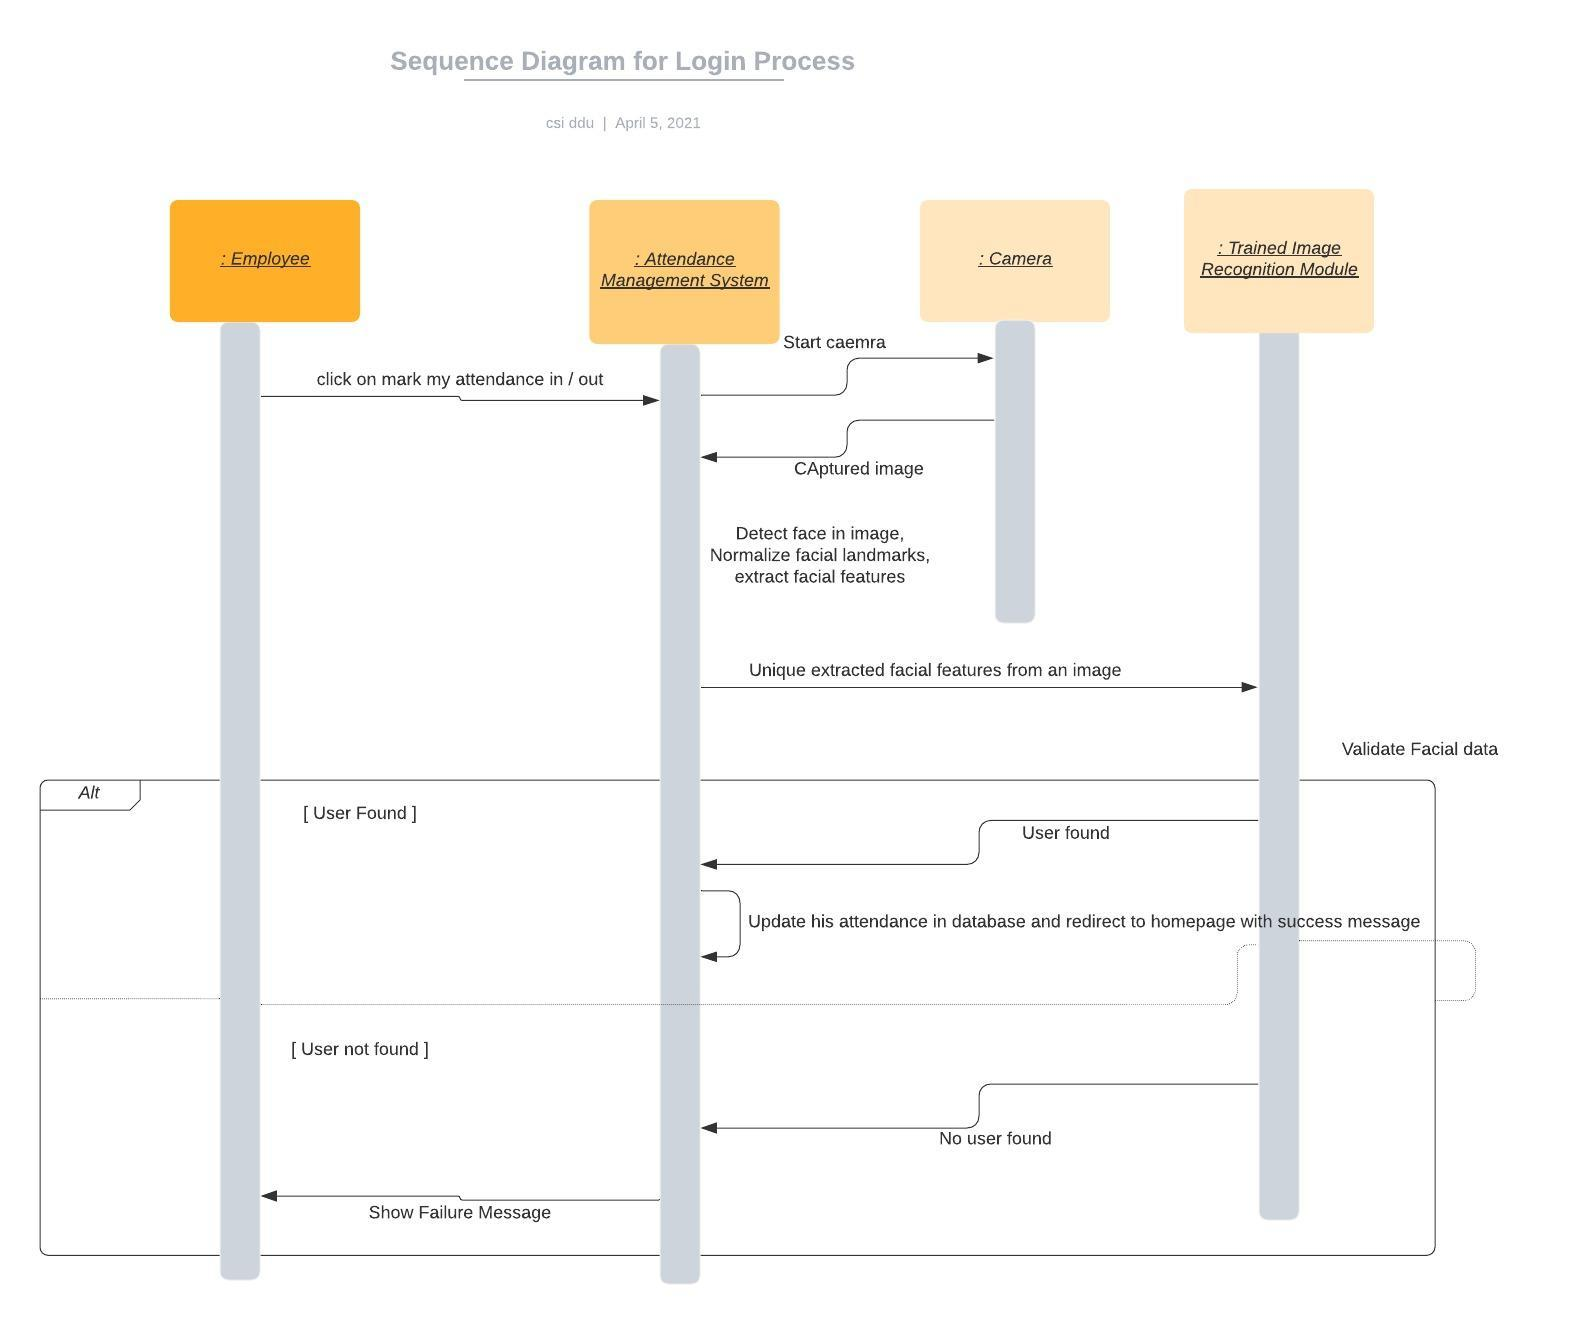 Sequence Diagram for Login Process
csi ddu | April 5, 2021
: Employee
: Attendance
Management System
: Camera
: Trained Image
Recognition Module
Start caemra
click on mark my attendance in / out
CAptured image
Detect face in image,
Normalize facial landmarks,
extract facial features
Unique extracted facial features from an image
Validate Facial data
Alt
[ User Found ]
User found
Update his attendance in database and redirect to homepage with success message
[ User not found ]
No user found
Show Failure Message